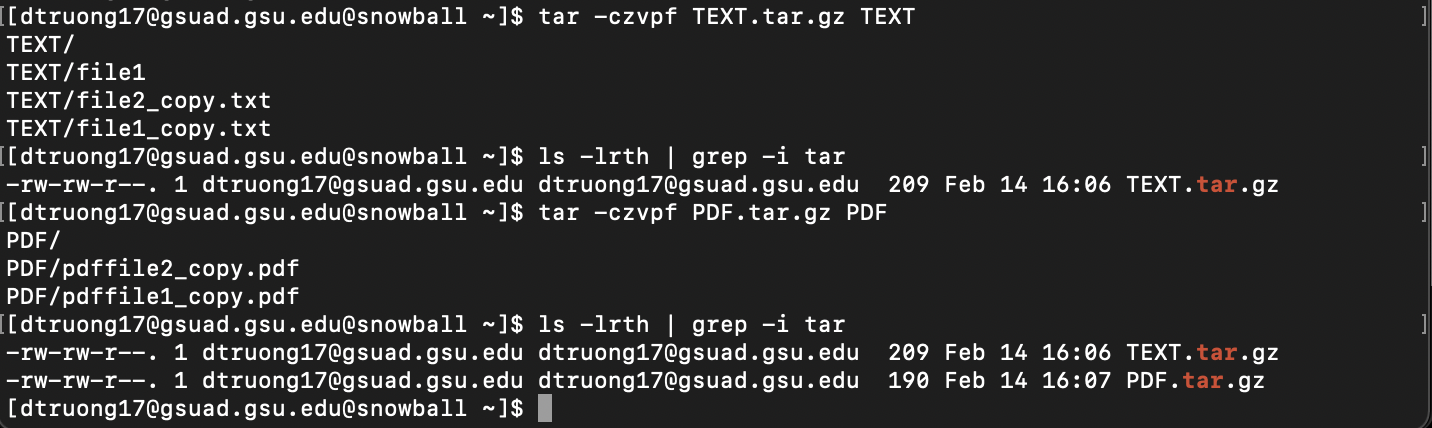 [[dtruong17@gsuad.gsu.edu@snowball ~]$ tar -czvpf TEXT.tar.gz TEXT ]
TEXT/
TEXT/file1
TEXT/file2_copy.txt
TEXT/file1_copy.txt
[[dtruong17@gsuad.gsu.edu@snowball ~]$ ls -lrth | grep -i tar ]
-rw-rw-r--. 1 dtruong17@gsuad.gsu.edu dtruong17@gsuad.gsu.edu  209 Feb 14 16:06 TEXT.tar.gz
[[dtruong17@gsuad.gsu.edu@snowball ~]$ tar -czvpf PDF.tar.gz PDF ]
PDF/
PDF/pdffile2_copy.pdf
PDF/pdffile1_copy.pdf
[[dtruong17@gsuad.gsu.edu@snowball ~]$ ls -lrth | grep -i tar ]
-rw-rw-r--. 1 dtruong17@gsuad.gsu.edu dtruong17@gsuad.gsu.edu  209 Feb 14 16:06 TEXT.tar.gz
-rw-rw-r--. 1 dtruong17@gsuad.gsu.edu dtruong17@gsuad.gsu.edu  190 Feb 14 16:07 PDF.tar.gz
[dtruong17@gsuad.gsu.edu@snowball ~]$